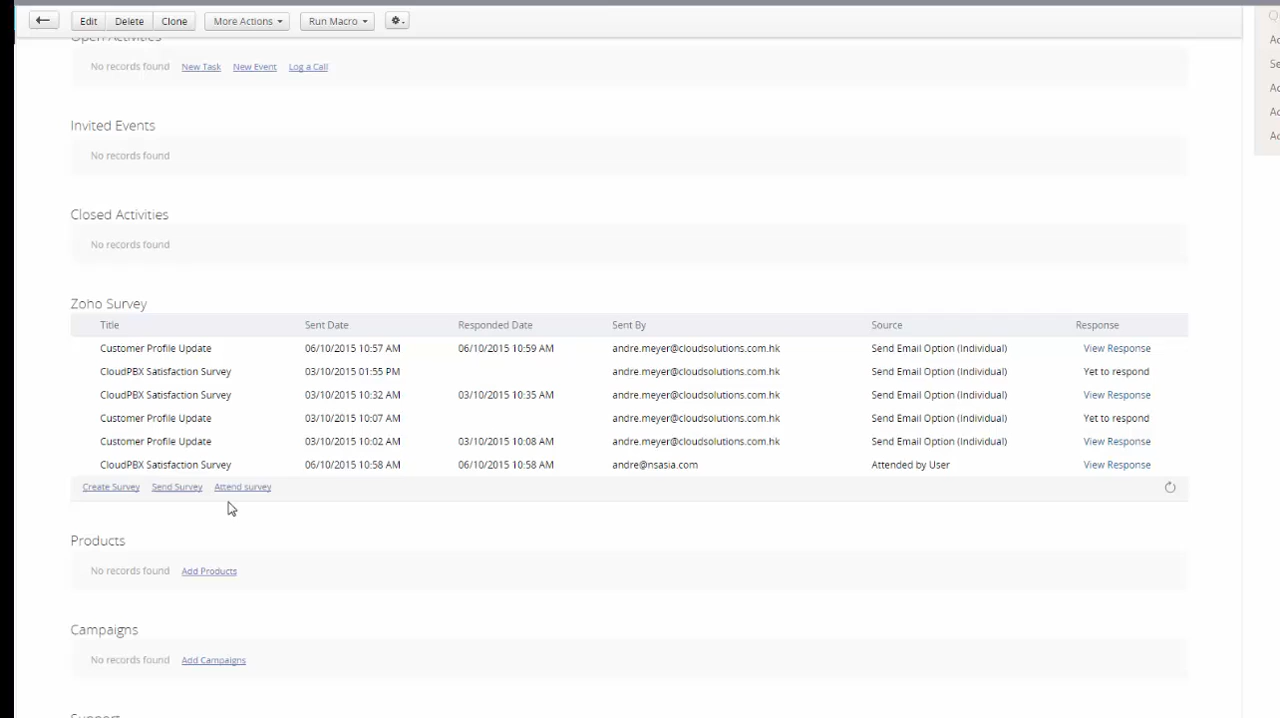 Edit Delete Clone More Actions Run Macro
Open Activities
No records found New Task New Event Log a Call
Invited Events
No records found
Closed Activities
No records found
Zoho Survey
Title Sent Date Responded Date Sent By Source Response
Customer Profile Update 06/10/2015 10:57 AM 06/10/2015 10:59 AM andre.meyer@cloudsolutions.com.hk Send Email Option (Individual) View Response
CloudPBX Satisfaction Survey 03/10/2015 01:55 PM andre.meyer@cloudsolutions.com.hk Send Email Option (Individual) Yet to respond
CloudPBX Satisfaction Survey 03/10/2015 10:32 AM 03/10/2015 10:35 AM andre.meyer@cloudsolutions.com.hk Send Email Option (Individual) View Response
Customer Profile Update 03/10/2015 10:07 AM andre.meyer@cloudsolutions.com.hk Send Email Option (Individual) Yet to respond
Customer Profile Update 03/10/2015 10:02 AM 03/10/2015 10:08 AM andre.meyer@cloudsolutions.com.hk Send Email Option (Individual) View Response
CloudPBX Satisfaction Survey 06/10/2015 10:58 AM 06/10/2015 10:58 AM andre@nsasia.com Attended by User View Response
Create Survey Send Survey Attend survey
Products
No records found Add Products
Campaigns
No records found Add Campaigns